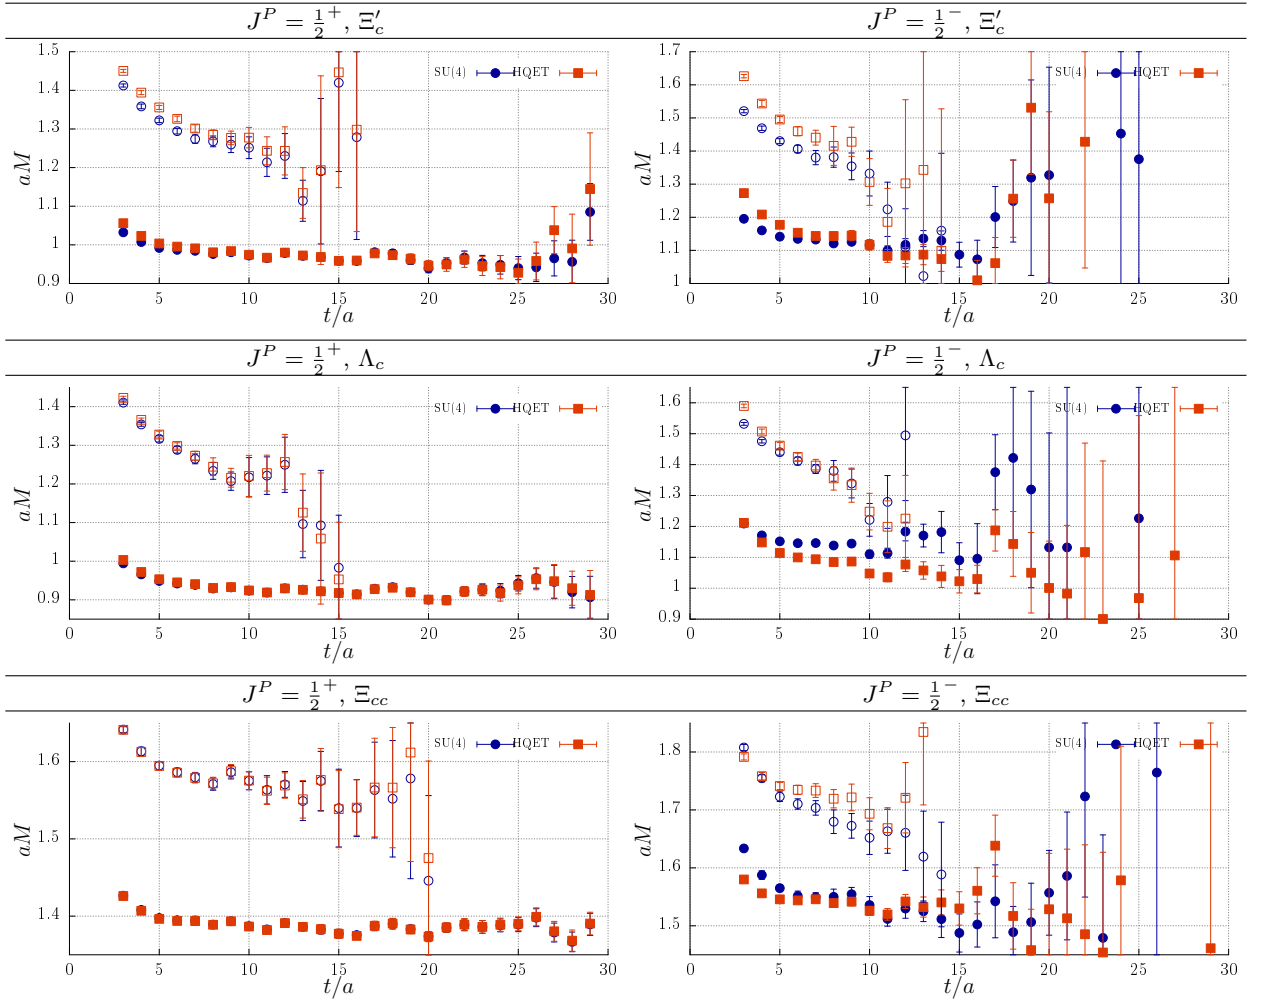 J^P = 1/2^+, Ξ′_c
J^P = 1/2^-, Ξ′_c
aM
1.5
1.4
1.3
1.2
1.1
1
0.9
SU(4)
HQET
0 5 10 15 20 25 30
t/a
aM
1.7
1.6
1.5
1.4
1.3
1.2
1.1
1
SU(4)
HQET
0 5 10 15 20 25 30
t/a
J^P = 1/2^+, Λ_c
J^P = 1/2^-, Λ_c
aM
1.4
1.3
1.2
1.1
1
0.9
SU(4)
HQET
0 5 10 15 20 25 30
t/a
aM
1.6
1.5
1.4
1.3
1.2
1.1
1
0.9
SU(4)
HQET
0 5 10 15 20 25 30
t/a
J^P = 1/2^+, Ξ_cc
J^P = 1/2^-, Ξ_cc
aM
1.6
1.5
1.4
SU(4)
HQET
0 5 10 15 20 25 30
t/a
aM
1.8
1.7
1.6
1.5
SU(4)
HQET
0 5 10 15 20 25 30
t/a